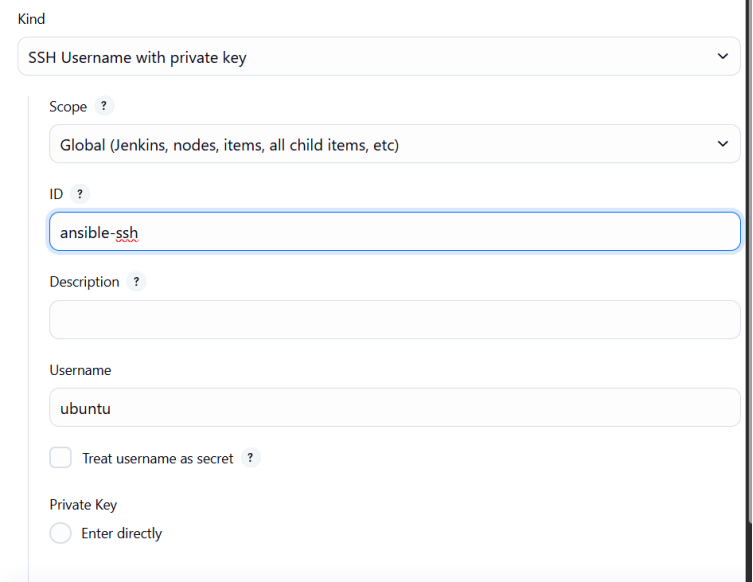 Kind
SSH Username with private key
Scope ?
Global (Jenkins, nodes, items, all child items, etc)
ID ?
ansible-ssh
Description ?
Username
ubuntu
Treat username as secret ?
Private Key
Enter directly